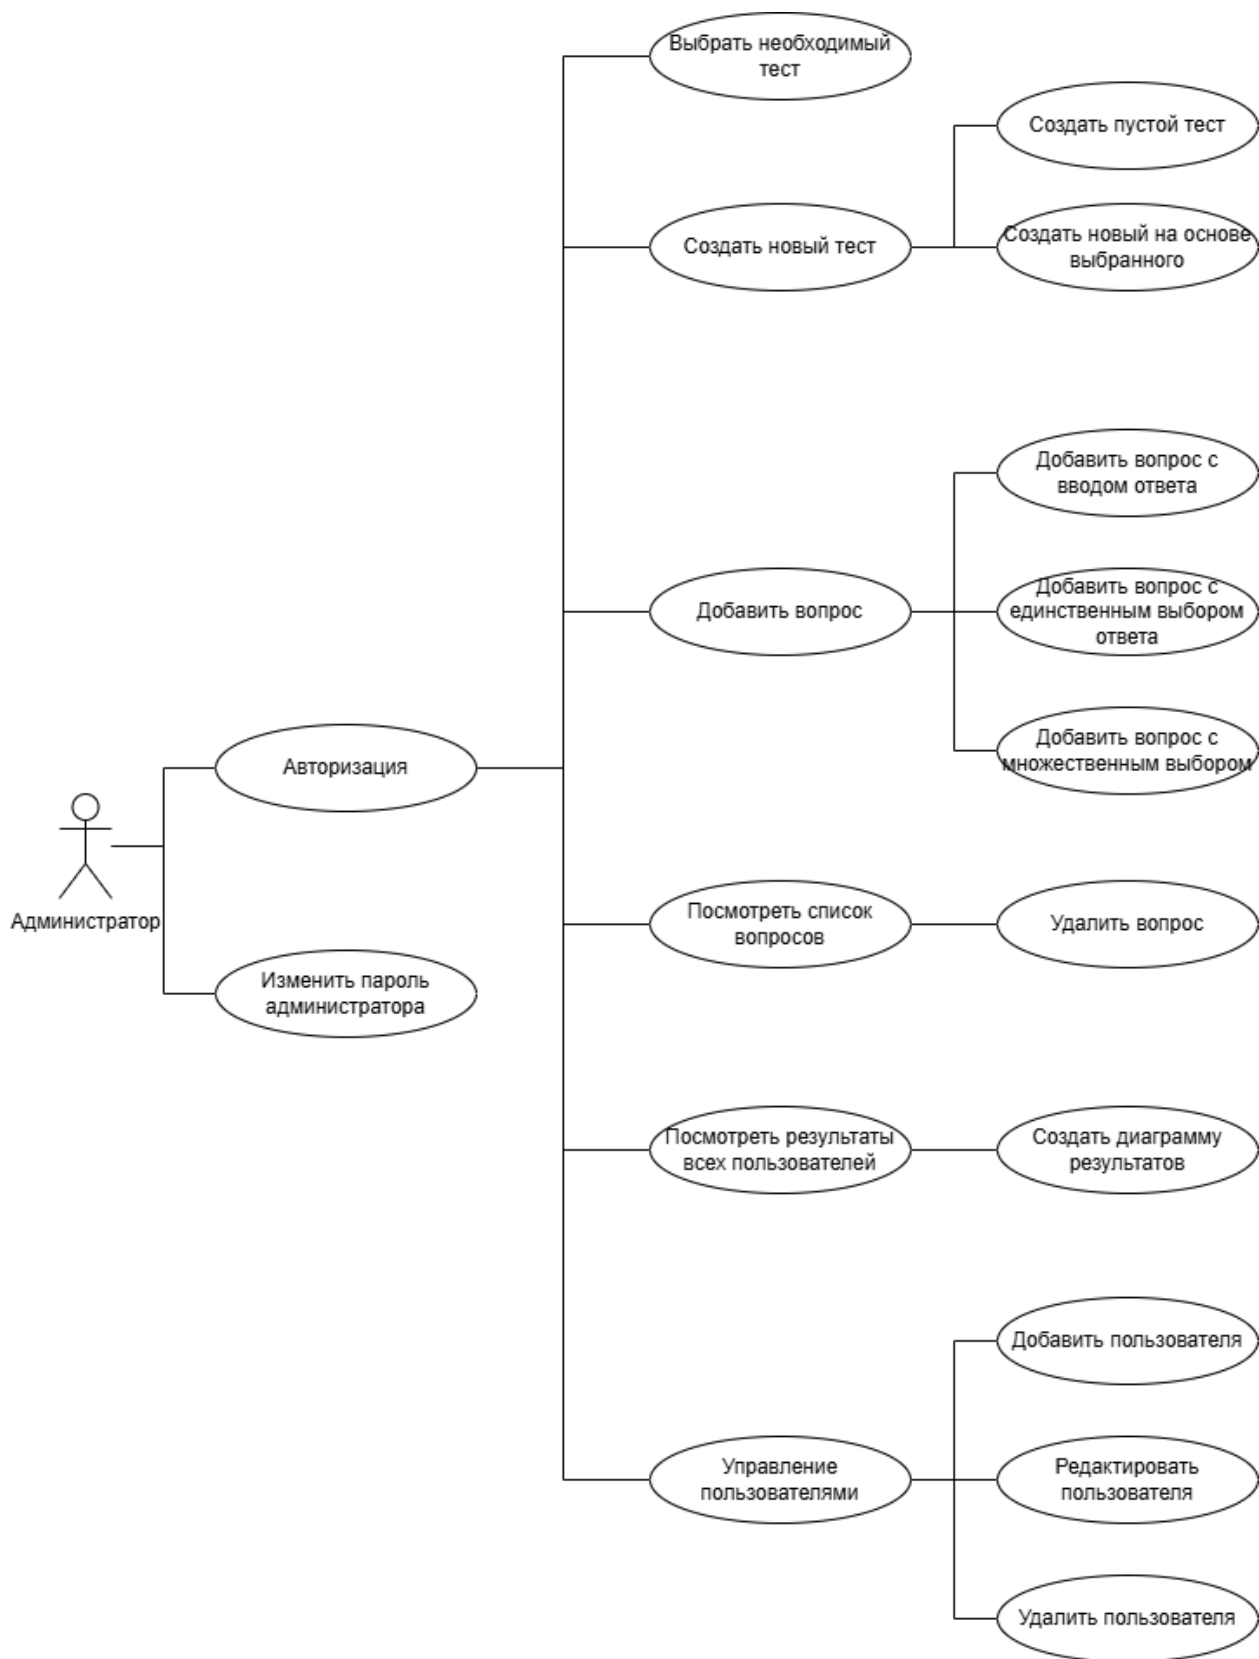 Выбрать необходимый
тест
Создать пустой тест
Создать новый тест
Создать новый на основе
выбранного
Добавить вопрос с
вводом ответа
Добавить вопрос
Добавить вопрос с
единственным выбором
ответа
Добавить вопрос с
множественным выбором
Авторизация
Администратор
Посмотреть список
вопросов
Удалить вопрос
Изменить пароль
администратора
Посмотреть результаты
всех пользователей
Создать диаграмму
результатов
Добавить пользователя
Управление
пользователями
Редактировать
пользователя
Удалить пользователя